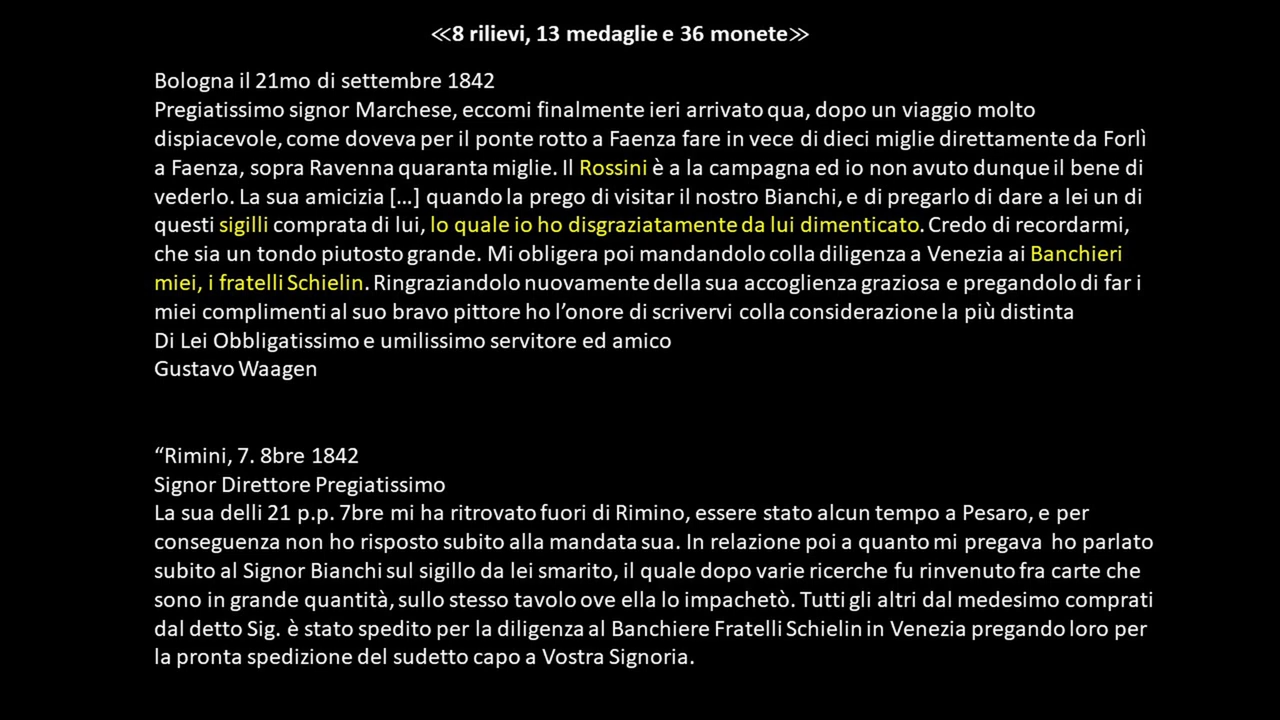 ≪8 rilievi, 13 medaglie e 36 monete≫
Bologna il 21mo di settembre 1842
Pregiatissimo signor Marchese, eccomi finalmente ieri arrivato qua, dopo un viaggio molto
dispiacevole, come doveva per il ponte rotto a Faenza fare in vece di dieci miglie direttamente da Forlì
a Faenza, sopra Ravenna quaranta miglie. Il Rossini è a la campagna ed io non avuto dunque il bene di
vederlo. La sua amicizia [...] quando la prego di visitar il nostro Bianchi, e di pregarlo di dare a lei un di
questi sigilli comprata di lui, lo quale io ho disgraziatamente da lui dimenticato. Credo di recordarmi,
che sia un tondo piutosto grande. Mi obligera poi mandandolo colla diligenza a Venezia ai Banchieri
miei, i fratelli Schielin. Ringraziandolo nuovamente della sua accoglienza graziosa e pregandolo di far i
miei complimenti al suo bravo pittore ho l’onore di scrivervi colla considerazione la più distinta
Di Lei Obbligatissimo e umilissimo servitore ed amico
Gustavo Waagen
“Rimini, 7. 8bre 1842
Signor Direttore Pregiatissimo
La sua delli 21 p.p. 7bre mi ha ritrovato fuori di Rimino, essere stato alcun tempo a Pesaro, e per
conseguenza non ho risposto subito alla mandata sua. In relazione poi a quanto mi pregava ho parlato
subito al Signor Bianchi sul sigillo da lei smarito, il quale dopo varie ricerche fu rinvenuto fra carte che
sono in grande quantità, sullo stesso tavolo ove ella lo impachetò. Tutti gli altri dal medesimo comprati
dal detto Sig. è stato spedito per la diligenza al Banchiere Fratelli Schielin in Venezia pregando loro per
la pronta spedizione del sudetto capo a Vostra Signoria.